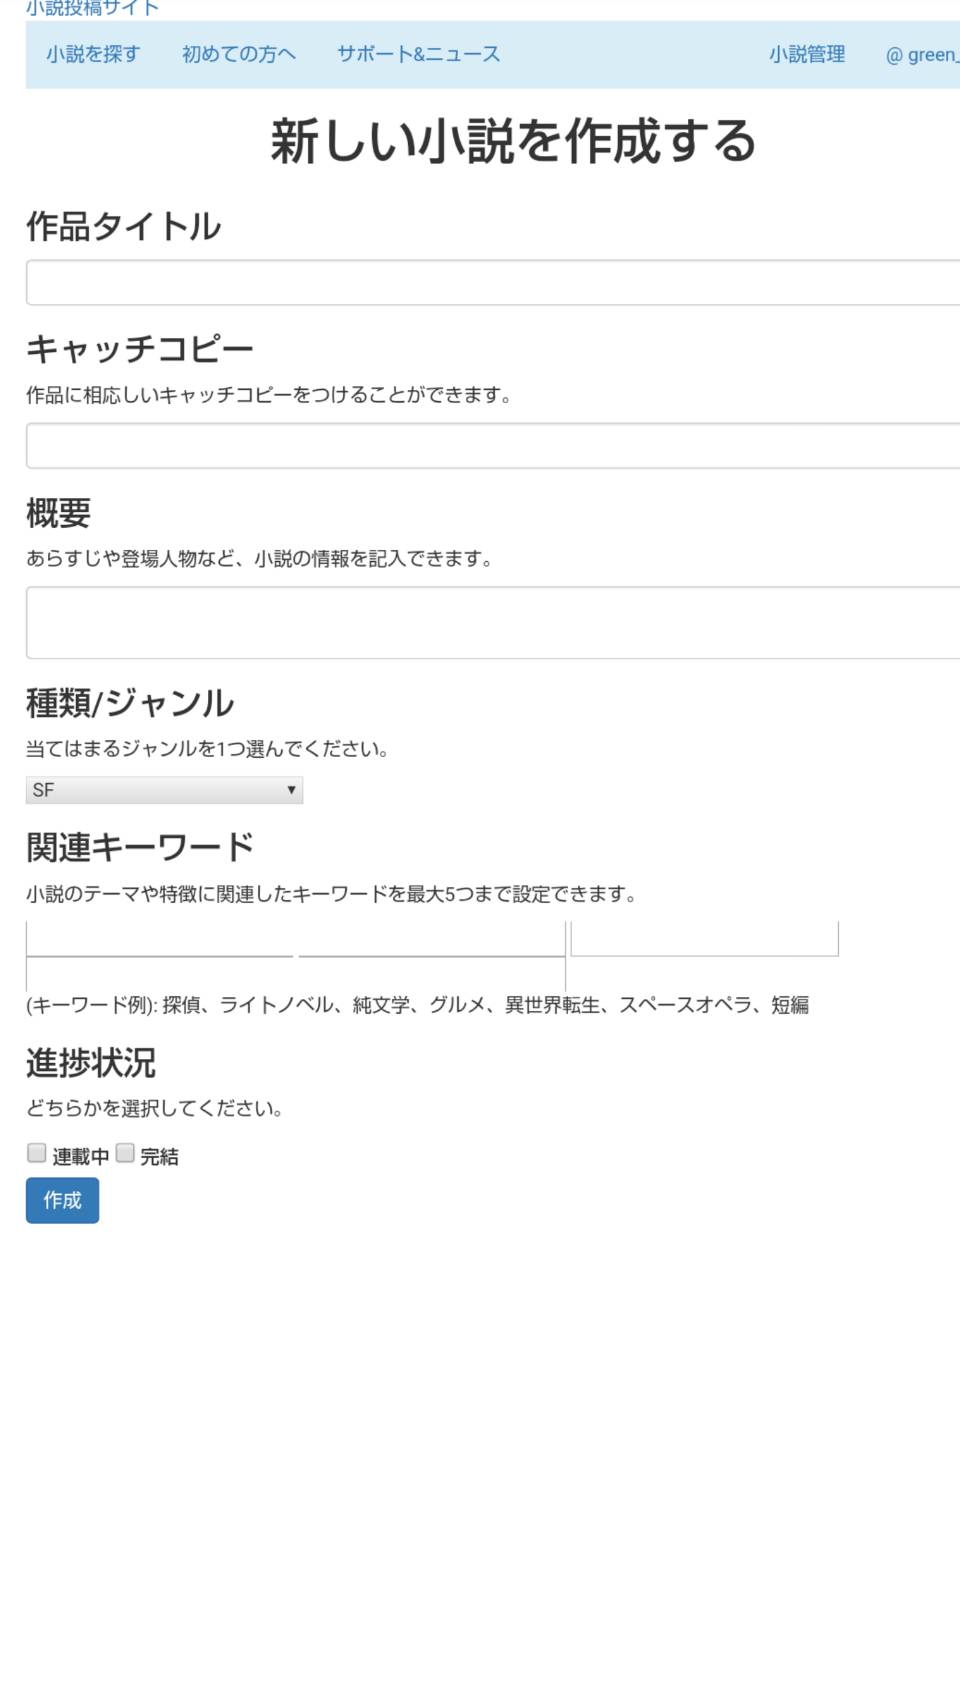 小説投稿サイト
小説を探す 初めての方へ サポート&ニュース 小説管理 @ green_
新しい小説を作成する
作品タイトル
キャッチコピー
作品に相応しいキャッチコピーをつけることができます。
概要
あらすじや登場人物など、小説の情報を記入できます。
種類/ジャンル
当てはまるジャンルを1つ選んでください。
SF
関連キーワード
小説のテーマや特徴に関連したキーワードを最大5つまで設定できます。
(キーワード例): 探偵、ライトノベル、純文学、グルメ、異世界転生、スペースオペラ、短編
進捗状況
どちらかを選択してください。
連載中 完結
作成